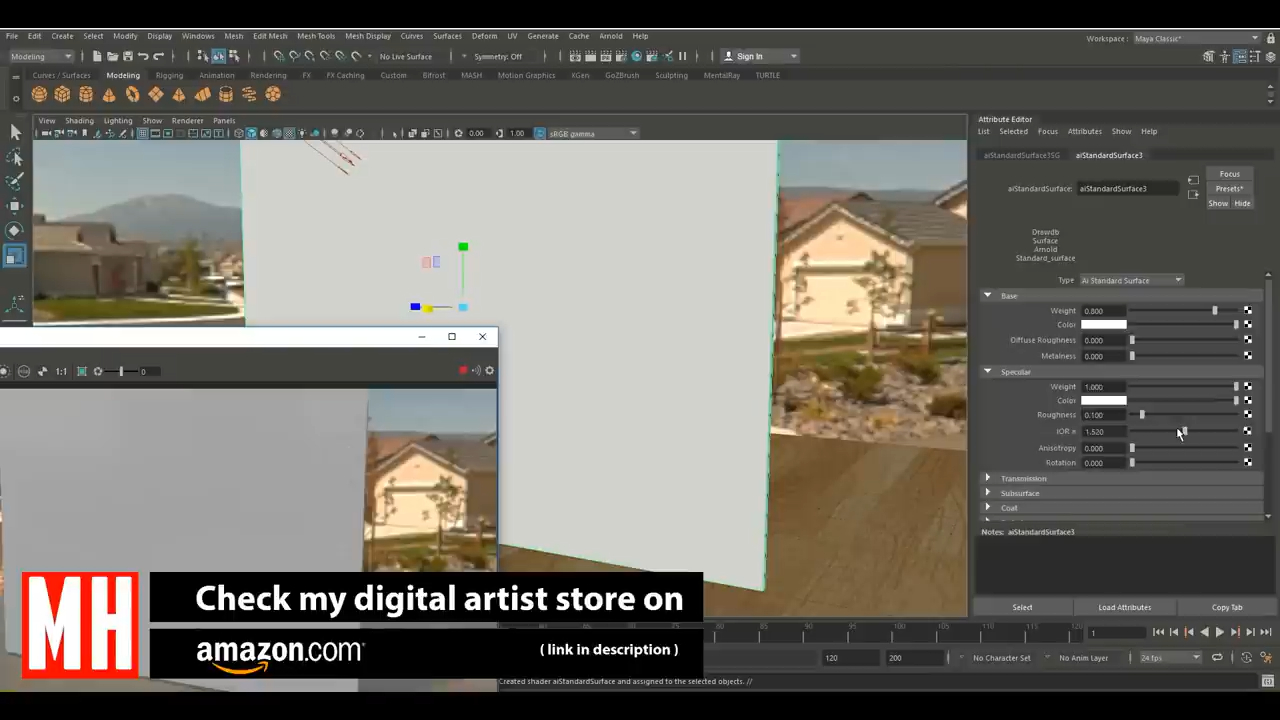 File Edit Create Select Modify Display Windows Mesh Edit Mesh Mesh Tools Mesh Display Curves Surfaces Deform UV Generate Cache Arnold Help
Workspace : Maya Classic*
Modeling
No Live Surface
Symmetry: Off
Sign In
Curves / Surfaces Modeling Rigging Animation Rendering FX FX Caching Custom Bifrost MASH Motion Graphics XGen GoZBrush Sculpting MentalRay TURTLE
View Shading Lighting Show Renderer Panels
0.00 1.00 sRGB gamma
Attribute Editor
List Selected Focus Attributes Show Help
aiStandardSurface3SG aiStandardSurface3
aiStandardSurface: aiStandardSurface3
Focus
Presets*
Show Hide
Drawdb
Surface
Arnold
Standard_surface
Type Ai Standard Surface
Base
Weight 0.800
Color
Diffuse Roughness 0.000
Metalness 0.000
Specular
Weight 1.000
Color
Roughness 0.100
IOR 1.520
Anisotropy 0.000
Rotation 0.000
Transmission
Subsurface
Coat
Notes: aiStandardSurface3
Select Load Attributes Copy Tab
1:1 0
MH
Check my digital artist store on
amazon.com
( link in description )
85 90 95 100 105 110 115 120
1
120 200 No Character Set No Anim Layer 24 fps
Created shader aiStandardSurface and assigned to the selected objects. //